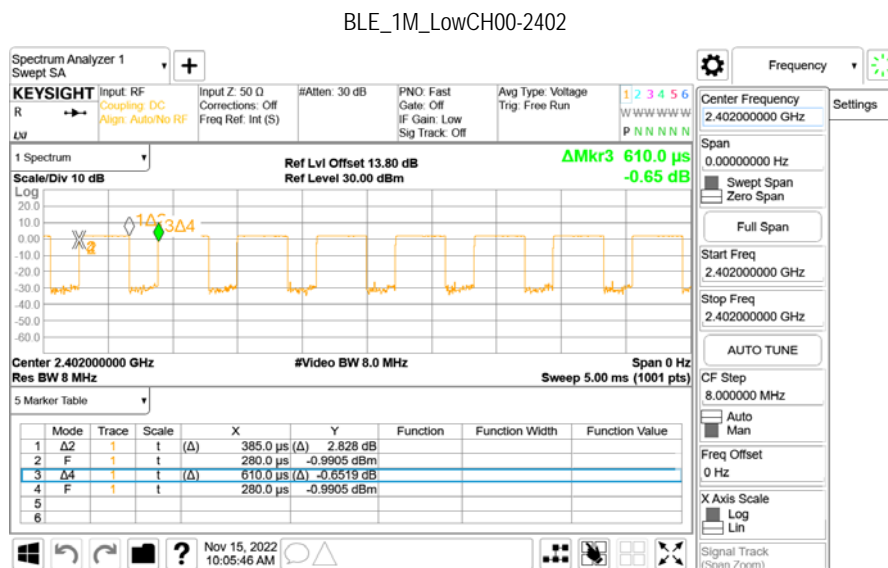 BLE_1M_LowCH00-2402
Spectrum Analyzer 1
Swept SA
Frequency
Settings
KEYSIGHT
R
LXI
Input: RF
Coupling: DC
Align: Auto/No RF
Input Z: 50 Ω
Corrections: Off
Freq Ref: Int (S)
#Atten: 30 dB
PNO: Fast
Gate: Off
IF Gain: Low
Sig Track: Off
Avg Type: Voltage
Trig: Free Run
1 2 3 4 5 6
W W W W W W
P N N N N N
1 Spectrum
Scale/Div 10 dB
Ref Lvl Offset 13.80 dB
Ref Level 30.00 dBm
ΔMkr3 610.0 µs
-0.65 dB
Log
20.0
10.0
0.00
-10.0
-20.0
-30.0
-40.0
-50.0
-60.0
3Δ4
Center 2.402000000 GHz
Res BW 8 MHz
#Video BW 8.0 MHz
Span 0 Hz
Sweep 5.00 ms (1001 pts)
5 Marker Table
Mode Trace Scale X Y Function Function Width Function Value
1 Δ2 1 t (Δ) 385.0 µs (Δ) 2.828 dB
2 F 1 t 280.0 µs -0.9905 dBm
3 Δ4 1 t (Δ) 610.0 µs (Δ) -0.6519 dB
4 F 1 t 280.0 µs -0.9905 dBm
5
6
Nov 15, 2022
10:05:46 AM
Center Frequency
2.402000000 GHz
Span
0.00000000 Hz
Swept Span
Zero Span
Full Span
Start Freq
2.402000000 GHz
Stop Freq
2.402000000 GHz
AUTO TUNE
CF Step
8.000000 MHz
Auto
Man
Freq Offset
0 Hz
X Axis Scale
Log
Lin
Signal Track
(Span Zoom)